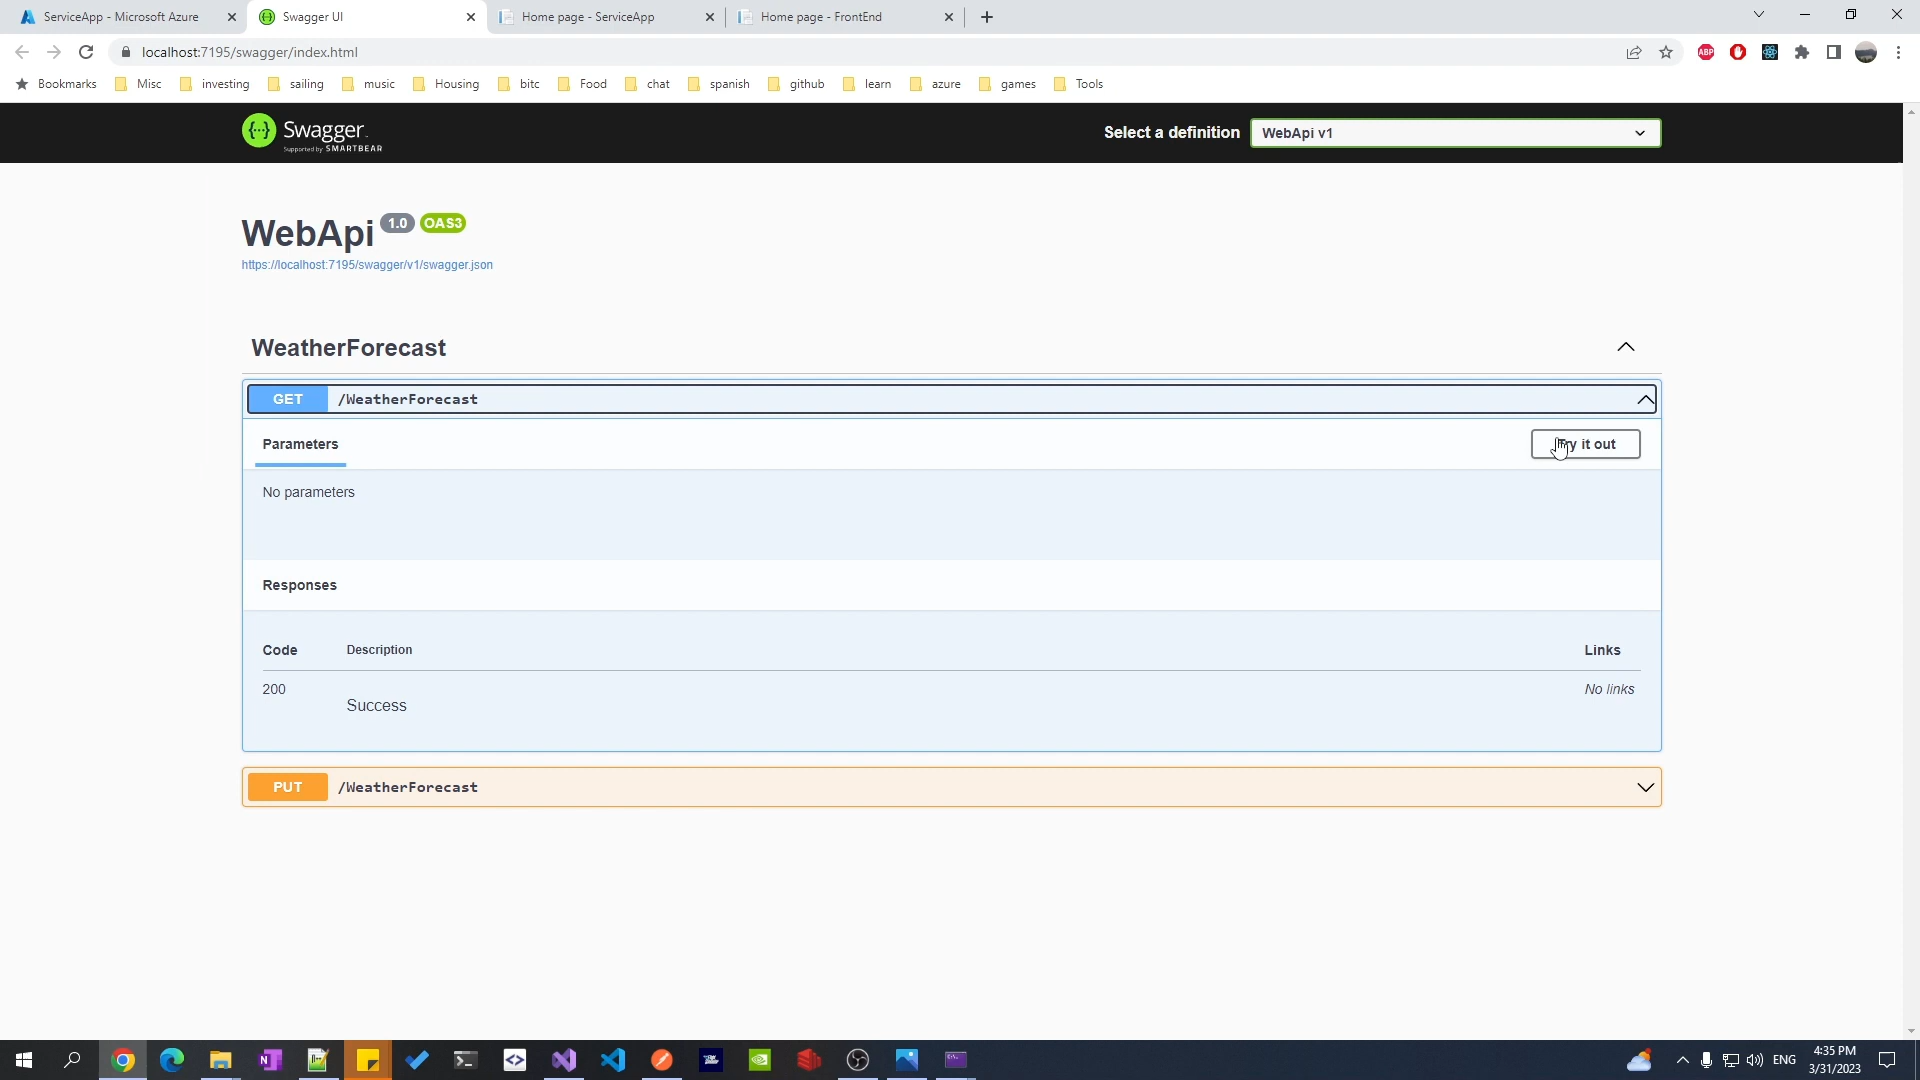 ServiceApp - Microsoft Azure
Swagger UI
Home page - ServiceApp
Home page - FrontEnd
localhost:7195/swagger/index.html
ABP
Bookmarks
Misc
investing
sailing
music
Housing
bitc
Food
chat
spanish
github
learn
azure
games
Tools
Swagger.
Supported by SMARTBEAR
Select a definition
WebApi v1
WebApi 1.0 OAS3
https://localhost:7195/swagger/v1/swagger.json
WeatherForecast
GET /WeatherForecast
Parameters
it out
No parameters
Responses
Code Description Links
200 No links
Success
PUT /WeatherForecast
ENG
4:35 PM
3/31/2023